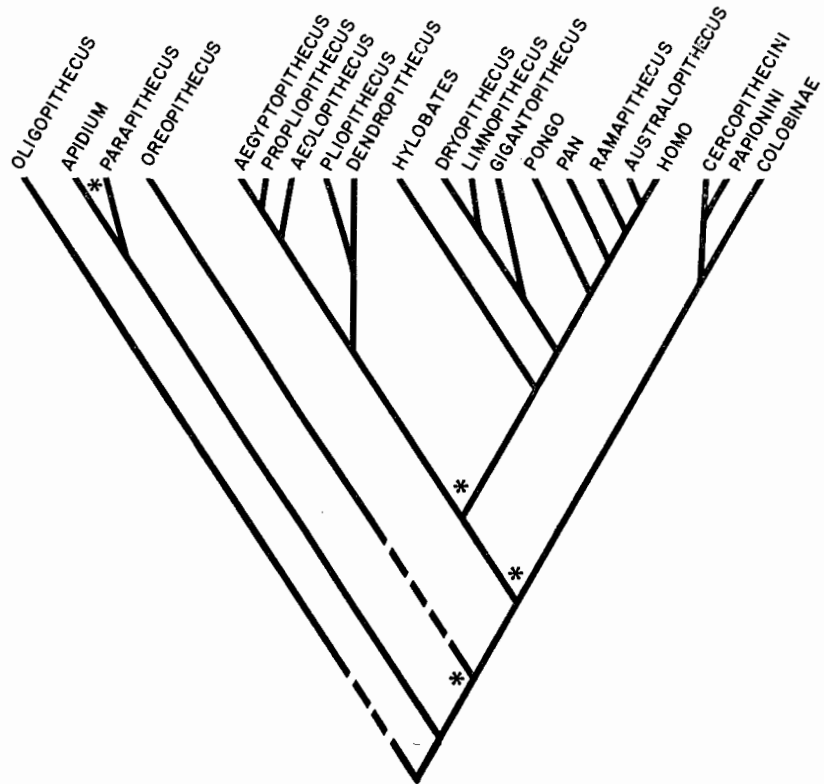 OLIGOPITHECUS
APIDIUM
*
PARAPITHECUS
OREOPITHECUS
AEGYPTOPITHECUS
PROPLIOPITHECUS
AEOLOPITHECUS
PLIOPITHECUS
DENDROPITHECUS
HYLOBATES
DRYOPITHECUS
LIMNOPITHECUS
GIGANTOPITHECUS
PONGO
PAN
RAMAPITHECUS
AUSTRALOPITHECUS
HOMO
CERCOPITHECINI
PAPIONINI
COLOBINAE
*
*
*